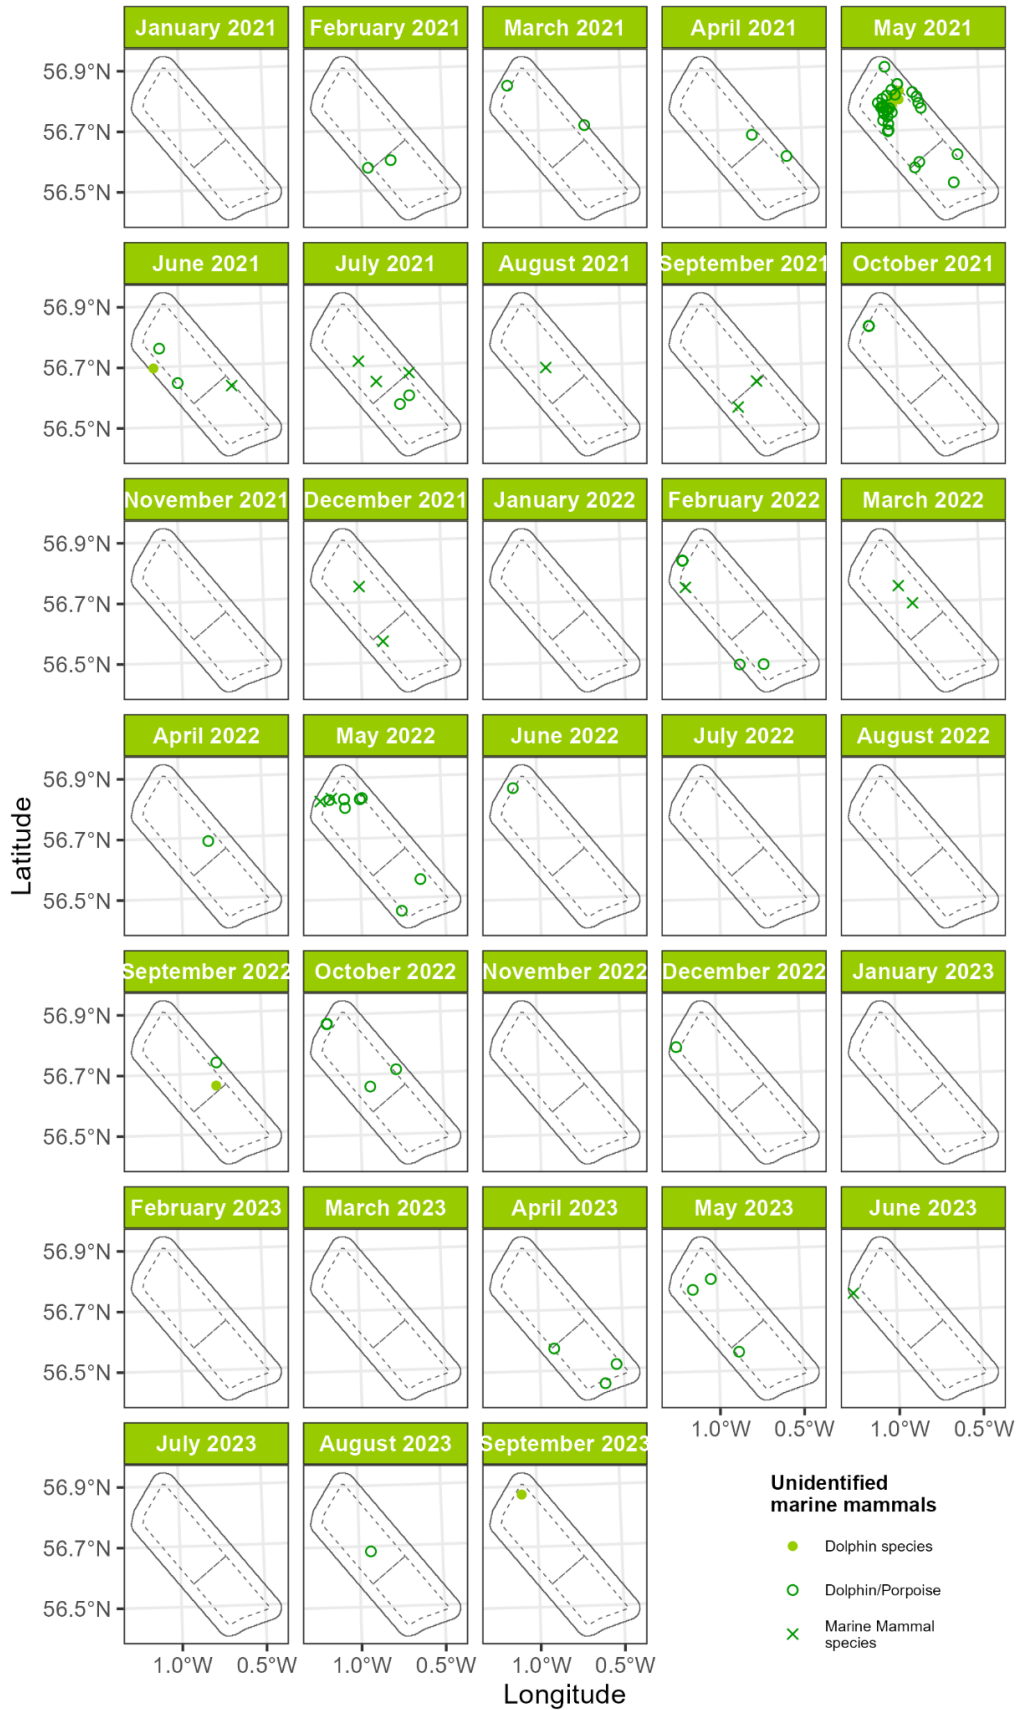 January 2021
February 2021
March 2021
April 2021
May 2021
56.9°N
56.7°N
56.5°N
June 2021
July 2021
August 2021
September 2021
October 2021
56.9°N
56.7°N
56.5°N
November 2021
December 2021
January 2022
February 2022
March 2022
56.9°N
56.7°N
56.5°N
April 2022
May 2022
June 2022
July 2022
August 2022
56.9°N
56.7°N
56.5°N
Latitude
September 2022
October 2022
November 2022
December 2022
January 2023
56.9°N
56.7°N
56.5°N
February 2023
March 2023
April 2023
May 2023
June 2023
56.9°N
56.7°N
56.5°N
1.0°W 0.5°W 1.0°W 0.5°W
July 2023
August 2023
September 2023
56.9°N
56.7°N
56.5°N
1.0°W 0.5°W 1.0°W 0.5°W 1.0°W 0.5°W
Longitude
Unidentified
marine mammals
Dolphin species
Dolphin/Porpoise
Marine Mammal
species